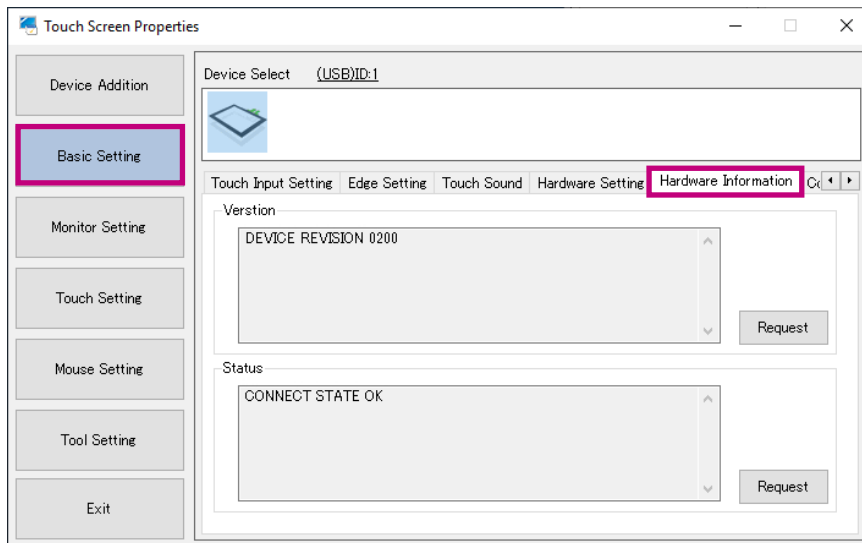 Touch Screen Properties
Device Addition
Basic Setting
Monitor Setting
Touch Setting
Mouse Setting
Tool Setting
Exit
Device Select (USB)ID:1
Touch Input Setting Edge Setting Touch Sound Hardware Setting Hardware Information
Verstion
DEVICE REVISION 0200
Request
Status
CONNECT STATE OK
Request